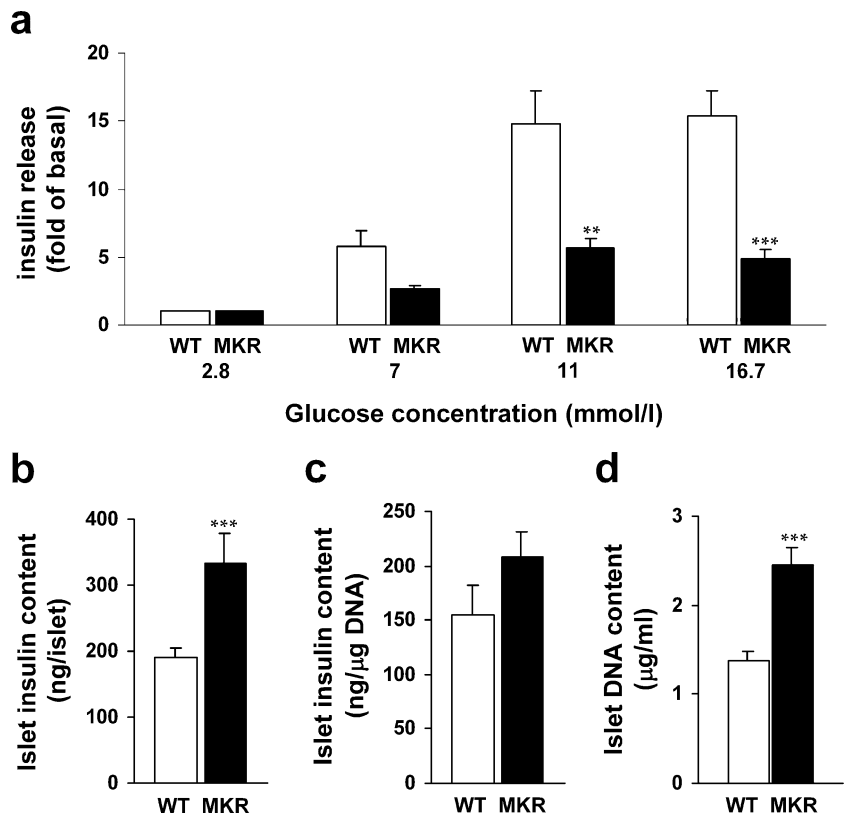 a
insulin release
(fold of basal)
20
15
10
5
0
**
***
WT MKR WT MKR WT MKR WT MKR
2.8 7 11 16.7
Glucose concentration (mmol/l)
b
Islet insulin content
(ng/islet)
400
300
200
100
0
***
WT MKR
c
Islet insulin content
(ng/μg DNA)
250
200
150
100
50
0
WT MKR
d
Islet DNA content
(μg/ml)
3
2
1
0
***
WT MKR